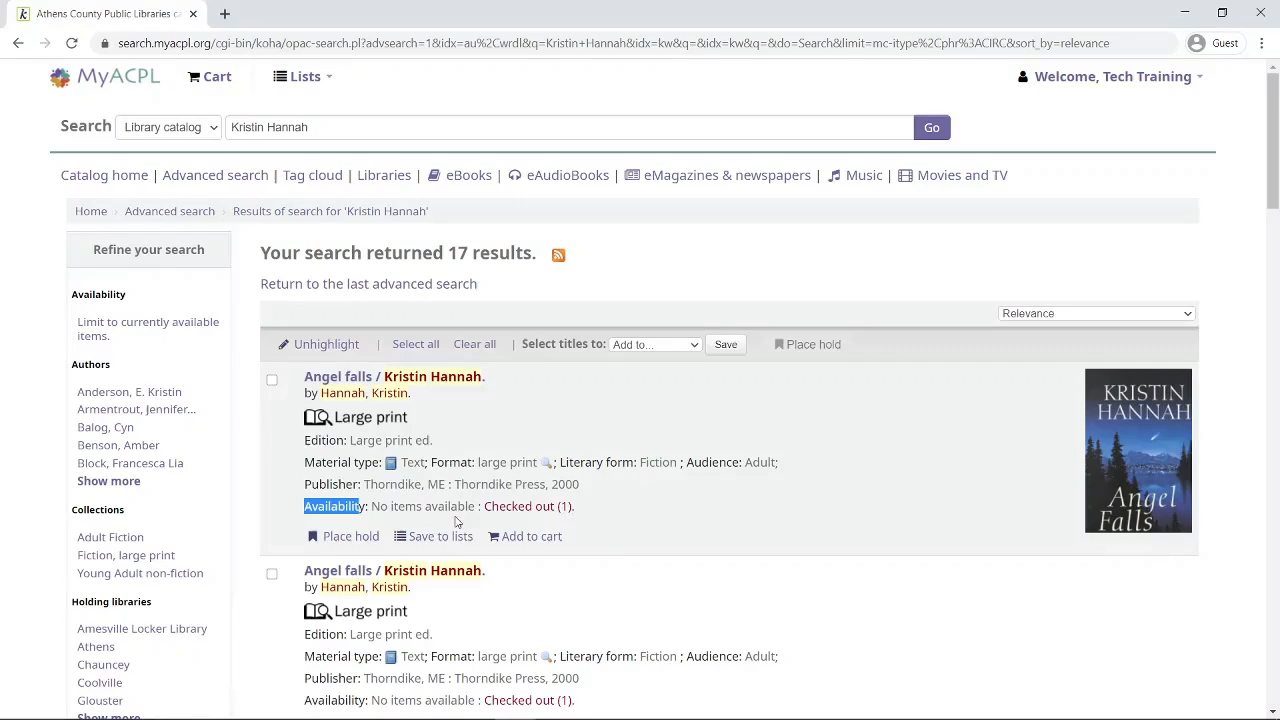 Athens County Public Libraries ca
search.myacpl.org/cgi-bin/koha/opac-search.pl?advsearch=1&idx=au%2Cwrdl&q=Kristin+Hannah&idx=kw&q=&idx=kw&q=&do=Search&limit=mc-itype%2Cphr%3ACIRC&sort_by=relevance
Guest
MyACPL
Cart
Lists
Welcome, Tech Training
Search
Library catalog
Kristin Hannah
Go
Catalog home | Advanced search | Tag cloud | Libraries | eBooks | eAudioBooks | eMagazines & newspapers | Music | Movies and TV
Home › Advanced search › Results of search for 'Kristin Hannah'
Refine your search
Availability
Limit to currently available
items.
Authors
Anderson, E. Kristin
Armentrout, Jennifer...
Balog, Cyn
Benson, Amber
Block, Francesca Lia
Show more
Collections
Adult Fiction
Fiction, large print
Young Adult non-fiction
Holding libraries
Amesville Locker Library
Athens
Chauncey
Coolville
Glouster
Show more
Your search returned 17 results.
Return to the last advanced search
Relevance
Unhighlight | Select all Clear all | Select titles to: Add to... Save Place hold
Angel falls / Kristin Hannah.
by Hannah, Kristin.
Large print
Edition: Large print ed.
Material type: Text; Format: large print ; Literary form: Fiction ; Audience: Adult;
Publisher: Thorndike, ME : Thorndike Press, 2000
Availability: No items available : Checked out (1).
Place hold Save to lists Add to cart
KRISTIN
HANNAH
Angel
Falls
Angel falls / Kristin Hannah.
by Hannah, Kristin.
Large print
Edition: Large print ed.
Material type: Text; Format: large print ; Literary form: Fiction ; Audience: Adult;
Publisher: Thorndike, ME : Thorndike Press, 2000
Availability: No items available : Checked out (1).